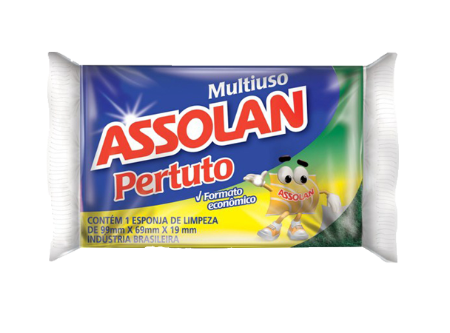 Multiuso
ASSOLAN
Pertuto
√Formato
econômico
ASSOLAN
CONTÉM 1 ESPONJA DE LIMPEZA
DE 99mm X 69mm X 19 mm
INDÚSTRIA BRASILEIRA